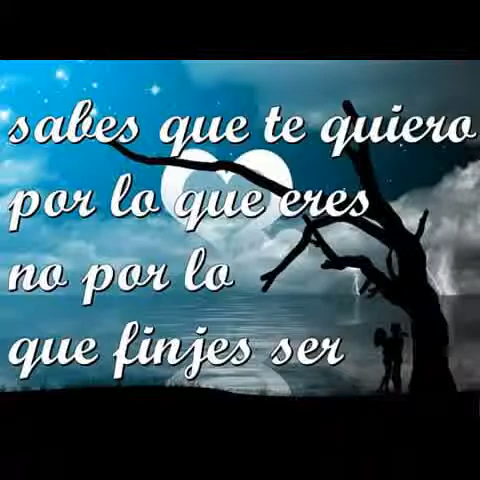 sabes que te quiero
por lo que eres
no por lo
que finjes ser